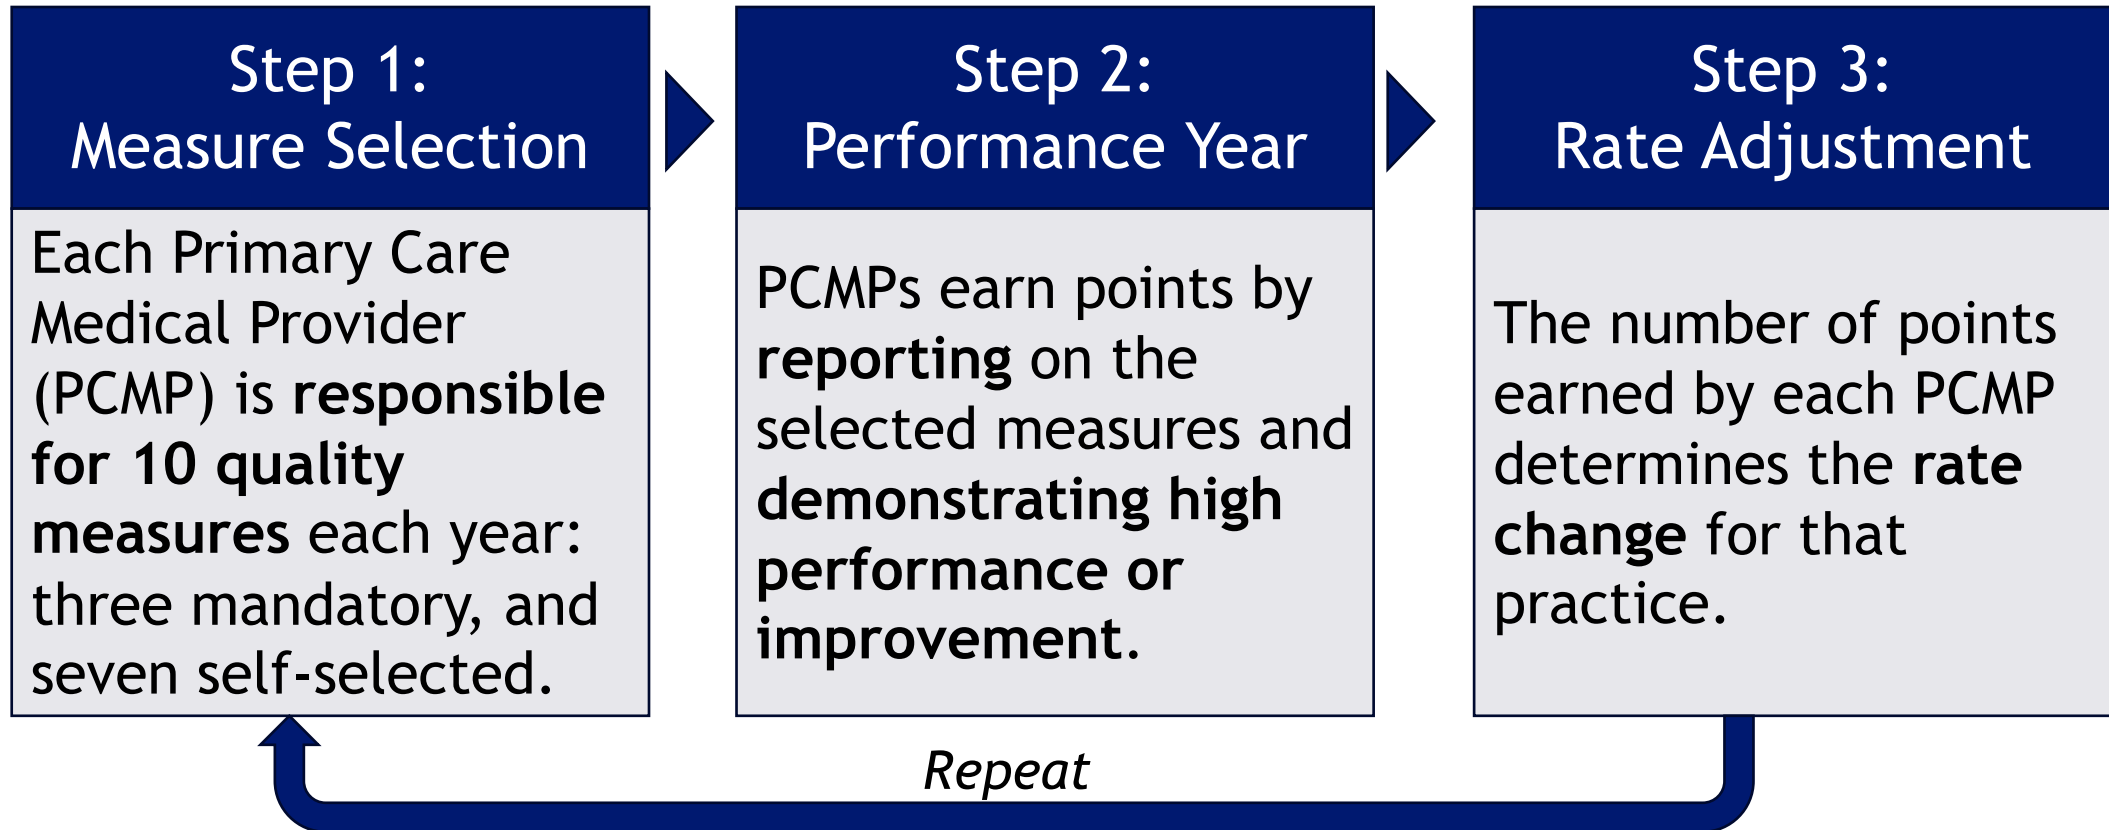 Step 1:
Measure Selection
Each Primary Care
Medical Provider
(PCMP) is responsible
for 10 quality
measures each year:
three mandatory, and
seven self-selected.
Step 2:
Performance Year
PCMPs earn points by
reporting on the
selected measures and
demonstrating high
performance or
improvement.
Step 3:
Rate Adjustment
The number of points
earned by each PCMP
determines the rate
change for that
practice.
Repeat